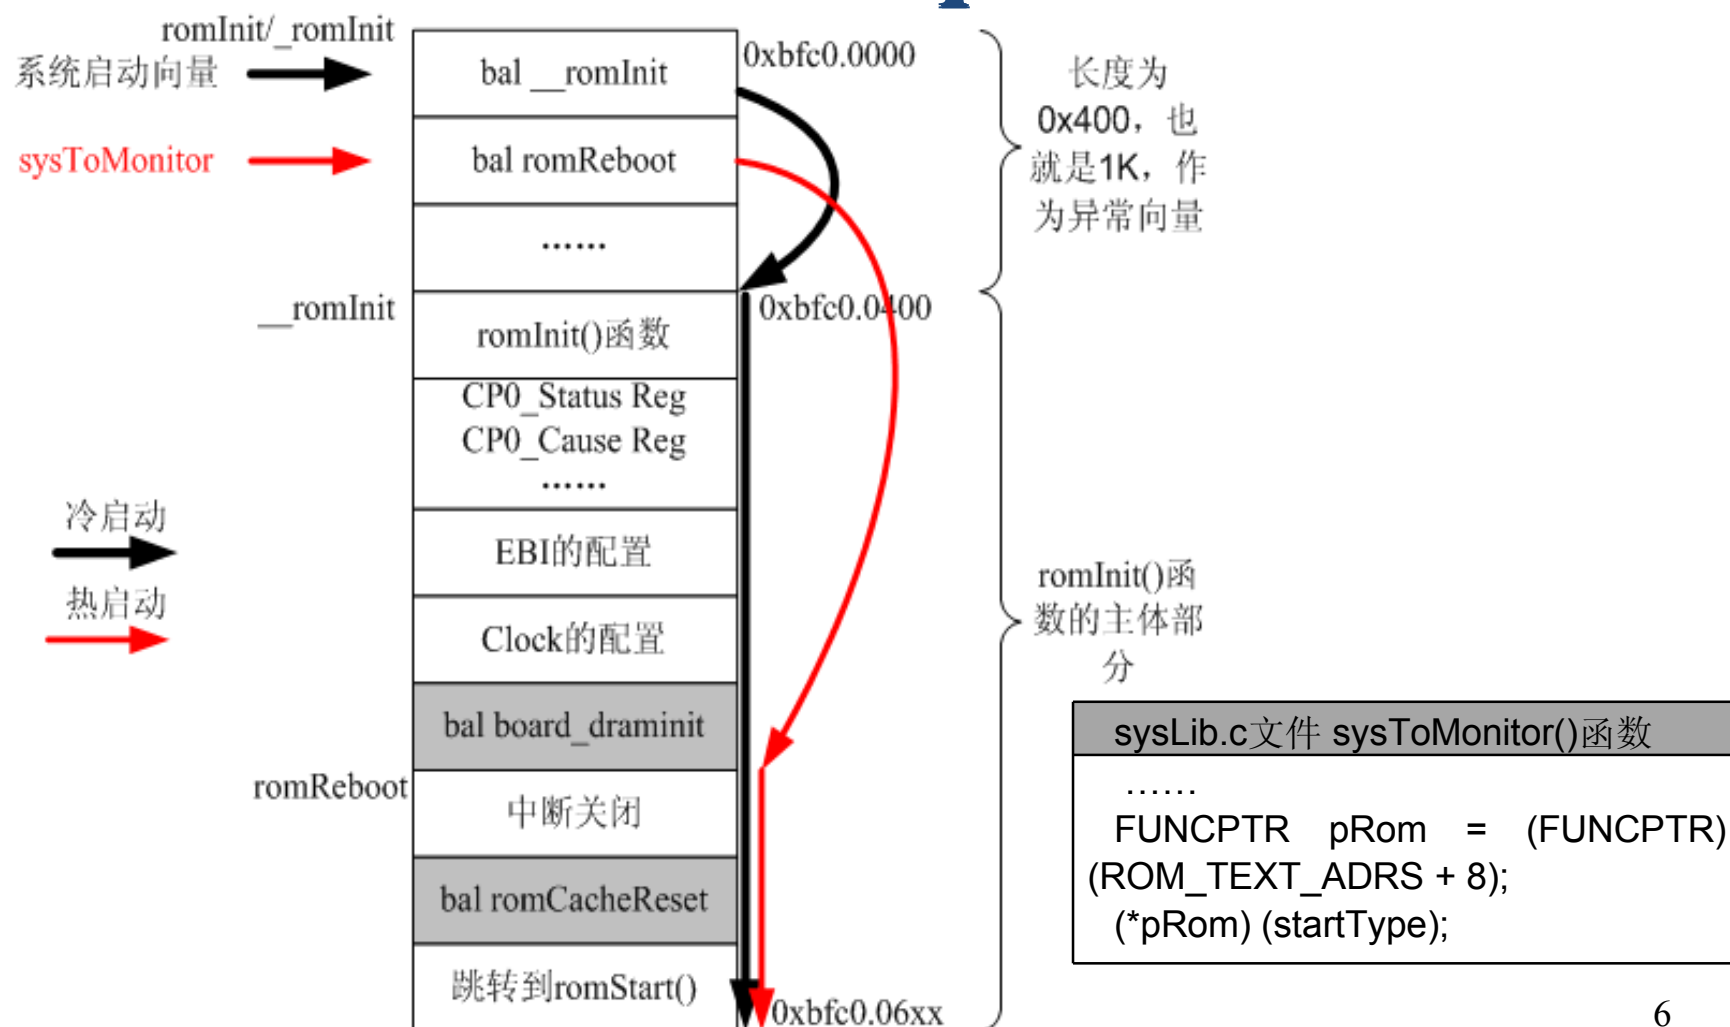 romInit/_romInit
系统启动向量
sysToMonitor
bal __romInit
bal romReboot
……
0xbfc0.0000
长度为
0x400，也
就是1K，作
为异常向量
__romInit
romInit()函数
0xbfc0.0400
CP0_Status Reg
CP0_Cause Reg
……
冷启动
热启动
EBI的配置
Clock的配置
bal board_draminit
romReboot
中断关闭
bal romCacheReset
跳转到romStart()
0xbfc0.06xx
romInit()函
数的主体部
分
sysLib.c文件 sysToMonitor()函数
……
FUNCPTR pRom = (FUNCPTR)
(ROM_TEXT_ADRS + 8);
(*pRom) (startType);
6